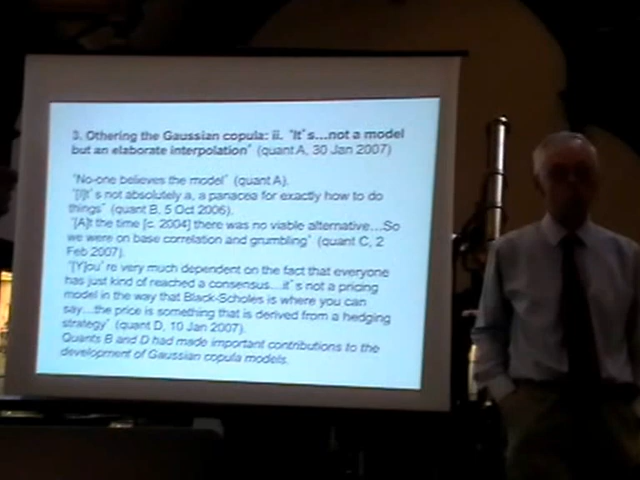 3. Othering the Gaussian copula: ii. "It's...not a model
but an elaborate interpolation" (quant A, 30 Jan 2007)
"No-one believes the model" (quant A).
"[I]t's not absolutely a, a panacea for exactly how to do
things" (quant B, 5 Oct 2006).
"[A]t the time [c. 2004] there was no viable alternative...So
we were on base correlation and grumbling" (quant C, 2
Feb 2007).
"[Y]ou're very much dependent on the fact that everyone
has just kind of reached a consensus...it's not a pricing
model in the way that Black-Scholes is where you can
say...the price is something that is derived from a hedging
strategy" (quant D, 10 Jan 2007).
Quants B and D had made important contributions to the
development of Gaussian copula models.